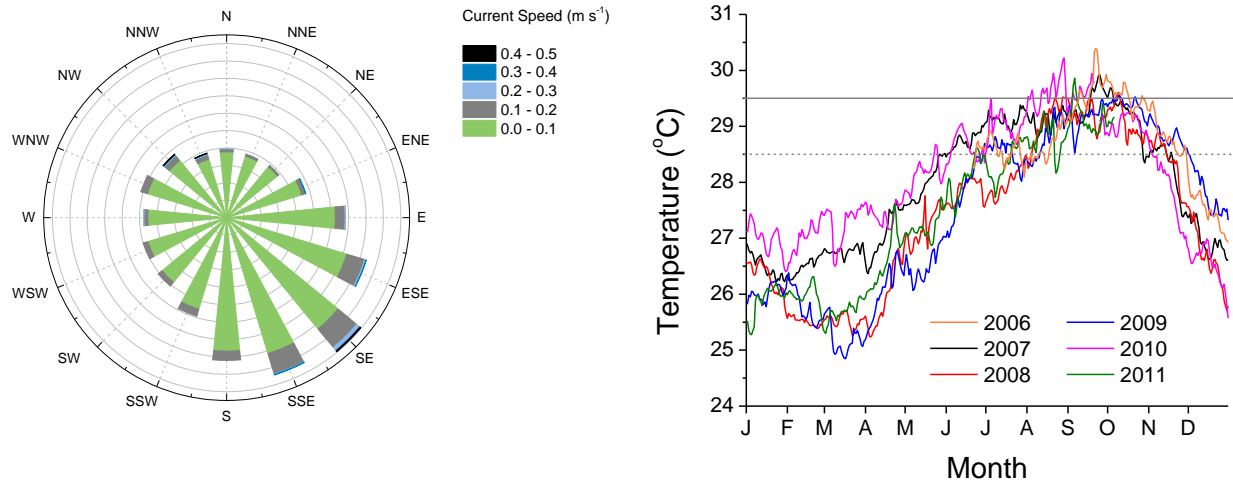 N
NNE
NE
ENE
E
ESE
SE
SSE
S
SSW
SW
WSW
W
WNW
NW
NNW
Current Speed (m s⁻¹)
0.4 - 0.5
0.3 - 0.4
0.2 - 0.3
0.1 - 0.2
0.0 - 0.1
Temperature (°C)
31
30
29
28
27
26
25
24
2006
2007
2008
2009
2010
2011
J F M A M J J A S O N D
Month